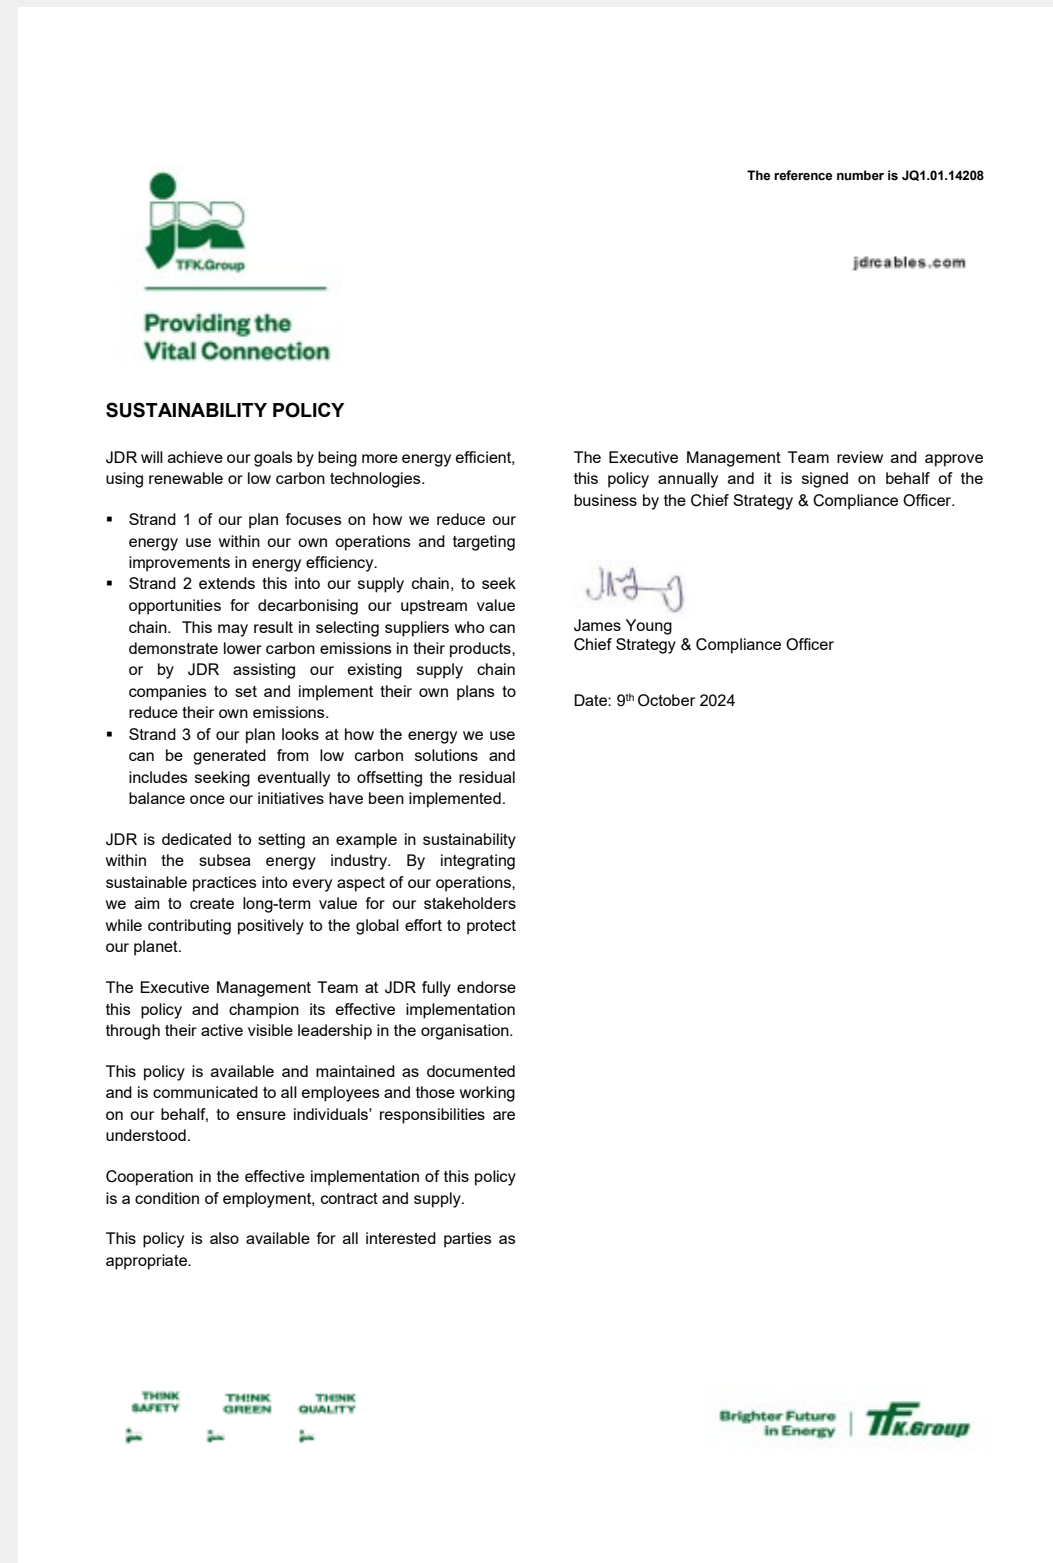 The reference number is JQ1.01.14208
JDR
TFK.Group
jdrcables.com
Providing the
Vital Connection
SUSTAINABILITY POLICY
JDR will achieve our goals by being more energy efficient,
using renewable or low carbon technologies.
▪ Strand 1 of our plan focuses on how we reduce our
energy use within our own operations and targeting
improvements in energy efficiency.
▪ Strand 2 extends this into our supply chain, to seek
opportunities for decarbonising our upstream value
chain.  This may result in selecting suppliers who can
demonstrate lower carbon emissions in their products,
or by JDR assisting our existing supply chain
companies to set and implement their own plans to
reduce their own emissions.
▪ Strand 3 of our plan looks at how the energy we use
can be generated from low carbon solutions and
includes seeking eventually to offsetting the residual
balance once our initiatives have been implemented.
JDR is dedicated to setting an example in sustainability
within the subsea energy industry. By integrating
sustainable practices into every aspect of our operations,
we aim to create long-term value for our stakeholders
while contributing positively to the global effort to protect
our planet.
The Executive Management Team at JDR fully endorse
this policy and champion its effective implementation
through their active visible leadership in the organisation.
This policy is available and maintained as documented
and is communicated to all employees and those working
on our behalf, to ensure individuals’ responsibilities are
understood.
Cooperation in the effective implementation of this policy
is a condition of employment, contract and supply.
This policy is also available for all interested parties as
appropriate.
The Executive Management Team review and approve
this policy annually and it is signed on behalf of the
business by the Chief Strategy & Compliance Officer.
James Young
Chief Strategy & Compliance Officer
Date: 9th October 2024
TH!NK
SAFETY
TH!NK
GREEN
TH!NK
QUALITY
Brighter Future
in Energy
TFK.Group